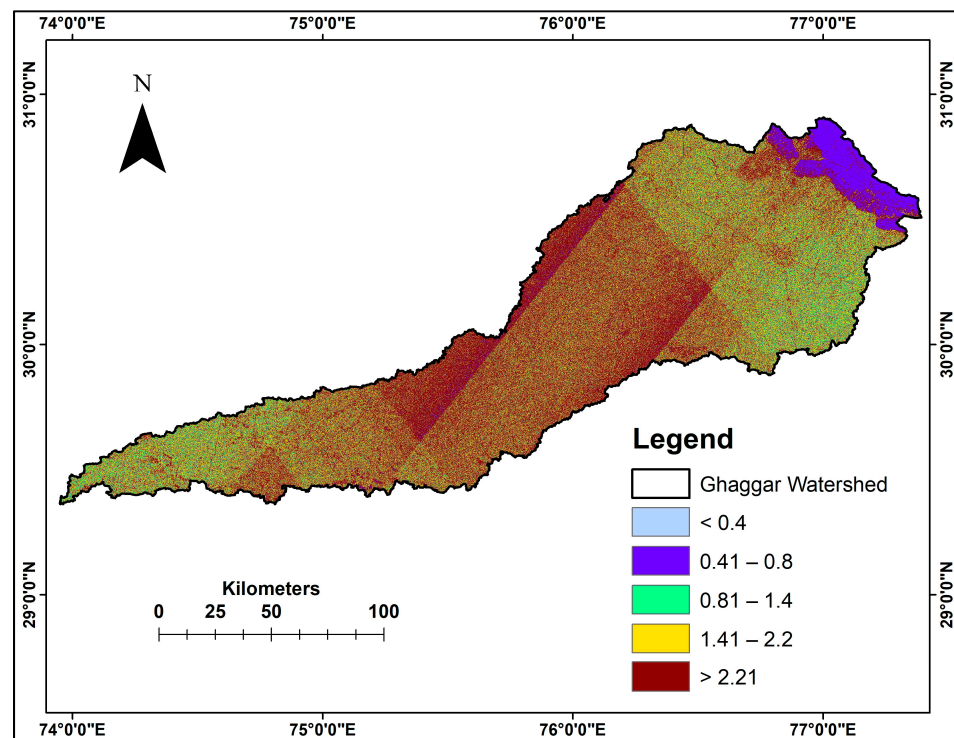 74°0'0"E 75°0'0"E 76°0'0"E 77°0'0"E
31°0'0"N 31°0'0"N
N
30°0'0"N 30°0'0"N
Legend
Ghaggar Watershed
< 0.4
0.41 – 0.8
0.81 – 1.4
1.41 – 2.2
> 2.21
Kilometers
0 25 50 100
29°0'0"N 29°0'0"N
74°0'0"E 75°0'0"E 76°0'0"E 77°0'0"E